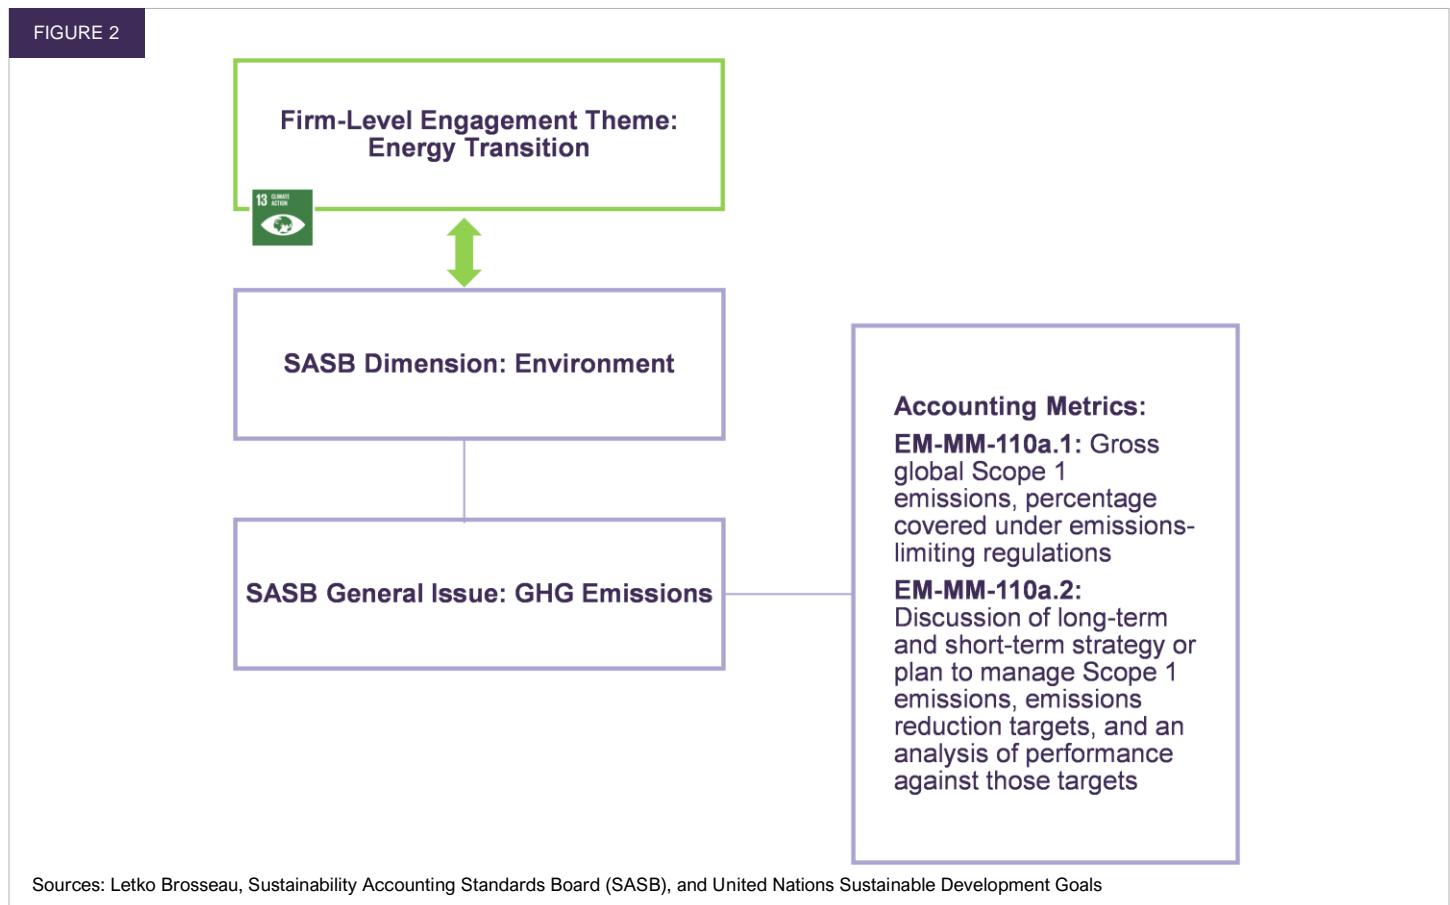 FIGURE 2
Firm-Level Engagement Theme:
Energy Transition
13 CLIMATE
ACTION
SASB Dimension: Environment
SASB General Issue: GHG Emissions
Accounting Metrics:
EM-MM-110a.1: Gross
global Scope 1
emissions, percentage
covered under emissions-
limiting regulations
EM-MM-110a.2:
Discussion of long-term
and short-term strategy or
plan to manage Scope 1
emissions, emissions
reduction targets, and an
analysis of performance
against those targets
Sources: Letko Brosseau, Sustainability Accounting Standards Board (SASB), and United Nations Sustainable Development Goals